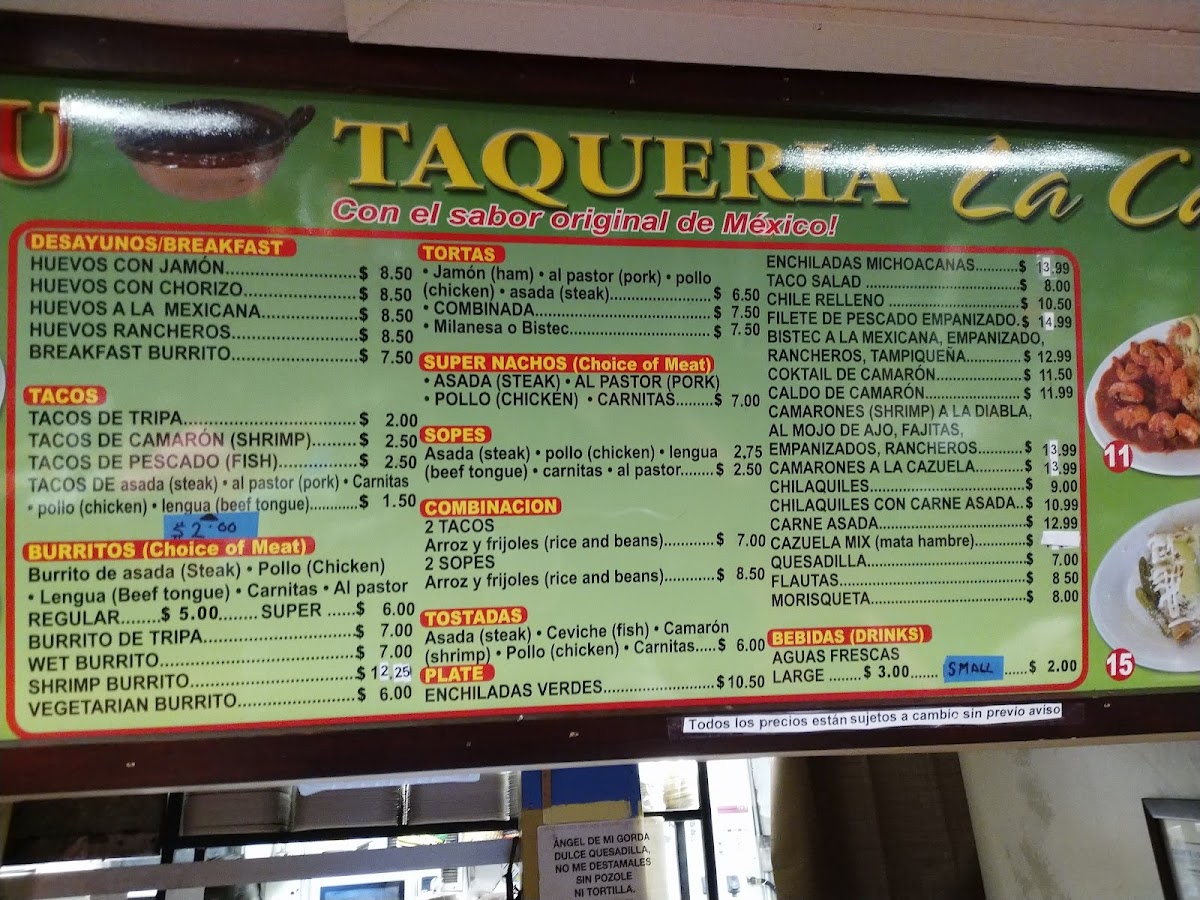 U
TAQUERIA La Ca
Con el sabor original de México!
DESAYUNOS/BREAKFAST
HUEVOS CON JAMÓN..........$ 8.50
HUEVOS CON CHORIZO..........$ 8.50
HUEVOS A LA MEXICANA..........$ 8.50
HUEVOS RANCHEROS..........$ 8.50
BREAKFAST BURRITO..........$ 7.50
TACOS
TACOS DE TRIPA..........$ 2.00
TACOS DE CAMARÓN (SHRIMP)..........$ 2.50
TACOS DE PESCADO (FISH)..........$ 2.50
TACOS DE asada (steak) • al pastor (pork) • Carnitas
• pollo (chicken) • lengua (beef tongue)..........$ 1.50
$2.00
BURRITOS (Choice of Meat)
Burrito de asada (Steak) • Pollo (Chicken)
• Lengua (Beef tongue) • Carnitas • Al pastor
REGULAR.......$ 5.00........ SUPER ......$ 6.00
BURRITO DE TRIPA..........$ 7.00
WET BURRITO..........$ 7.00
SHRIMP BURRITO..........$ 12.25
VEGETARIAN BURRITO..........$ 6.00
TORTAS
• Jamón (ham) • al pastor (pork) • pollo
(chicken) • asada (steak)..........$ 6.50
• COMBINADA..........$ 7.50
• Milanesa o Bistec..........$ 7.50
SUPER NACHOS (Choice of Meat)
• ASADA (STEAK) • AL PASTOR (PORK)
• POLLO (CHICKEN) • CARNITAS........$ 7.00
SOPES
Asada (steak) • pollo (chicken) • lengua 2,75
(beef tongue) • carnitas • al pastor.......$ 2.50
COMBINACION
2 TACOS
Arroz y frijoles (rice and beans)..........$ 7.00
2 SOPES
Arroz y frijoles (rice and beans)..........$ 8.50
TOSTADAS
Asada (steak) • Ceviche (fish) • Camarón
(shrimp) • Pollo (chicken) • Carnitas.....$ 6.00
PLATE
ENCHILADAS VERDES..........$10.50
ENCHILADAS MICHOACANAS..........$ 13.99
TACO SALAD ..........$ 8.00
CHILE RELLENO ..........$ 10.50
FILETE DE PESCADO EMPANIZADO.$ 14.99
BISTEC A LA MEXICANA, EMPANIZADO,
RANCHEROS, TAMPIQUEÑA..........$ 12.99
COKTAIL DE CAMARÓN..........$ 11.50
CALDO DE CAMARÓN..........$ 11.99
CAMARONES (SHRIMP) A LA DIABLA,
AL MOJO DE AJO, FAJITAS,
EMPANIZADOS, RANCHEROS..........$ 13.99
CAMARONES A LA CAZUELA..........$ 13.99
CHILAQUILES..........$ 9.00
CHILAQUILES CON CARNE ASADA..$ 10.99
CARNE ASADA..........$ 12.99
CAZUELA MIX (mata hambre)..........$
QUESADILLA..........$ 7.00
FLAUTAS..........$ 8 50
MORISQUETA..........$ 8.00
BEBIDAS (DRINKS)
AGUAS FRESCAS
LARGE .......$ 3.00...... SMALL .....$ 2.00
11
15
Todos los precios están sujetos a cambio sin previo aviso
ÀNGEL DE MI GORDA
DULCE QUESADILLA,
NO ME DESTAMALES
SIN POZOLE
NI TORTILLA.